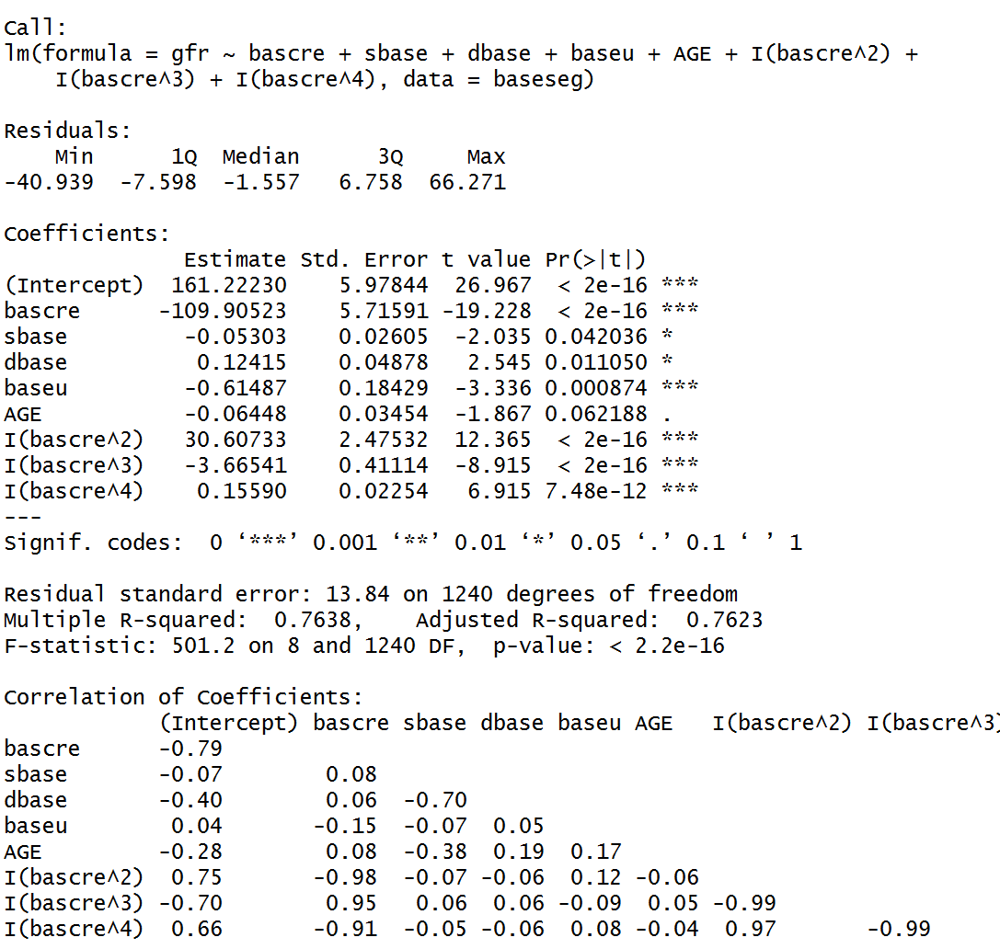 Call:
lm(formula = gfr ~ bascre + sbase + dbase + baseu + AGE + I(bascre^2) +
    I(bascre^3) + I(bascre^4), data = baseseg)

Residuals:
    Min      1Q  Median      3Q     Max
-40.939  -7.598  -1.557   6.758  66.271

Coefficients:
              Estimate Std. Error t value Pr(>|t|)
(Intercept)  161.22230    5.97844  26.967  < 2e-16 ***
bascre      -109.90523    5.71591 -19.228  < 2e-16 ***
sbase         -0.05303    0.02605  -2.035 0.042036 *
dbase          0.12415    0.04878   2.545 0.011050 *
baseu         -0.61487    0.18429  -3.336 0.000874 ***
AGE           -0.06448    0.03454  -1.867 0.062188 .
I(bascre^2)   30.60733    2.47532  12.365  < 2e-16 ***
I(bascre^3)   -3.66541    0.41114  -8.915  < 2e-16 ***
I(bascre^4)    0.15590    0.02254   6.915 7.48e-12 ***
---
Signif. codes:  0 ‘***’ 0.001 ‘**’ 0.01 ‘*’ 0.05 ‘.’ 0.1 ‘ ’ 1

Residual standard error: 13.84 on 1240 degrees of freedom
Multiple R-squared:  0.7638,    Adjusted R-squared:  0.7623
F-statistic: 501.2 on 8 and 1240 DF,  p-value: < 2.2e-16

Correlation of Coefficients:
            (Intercept) bascre sbase dbase baseu AGE   I(bascre^2) I(bascre^3)
bascre      -0.79
sbase       -0.07        0.08
dbase       -0.40        0.06  -0.70
baseu        0.04       -0.15  -0.07  0.05
AGE         -0.28        0.08  -0.38  0.19  0.17
I(bascre^2)  0.75       -0.98  -0.07 -0.06  0.12 -0.06
I(bascre^3) -0.70        0.95   0.06  0.06 -0.09  0.05 -0.99
I(bascre^4)  0.66       -0.91  -0.05 -0.06  0.08 -0.04  0.97       -0.99